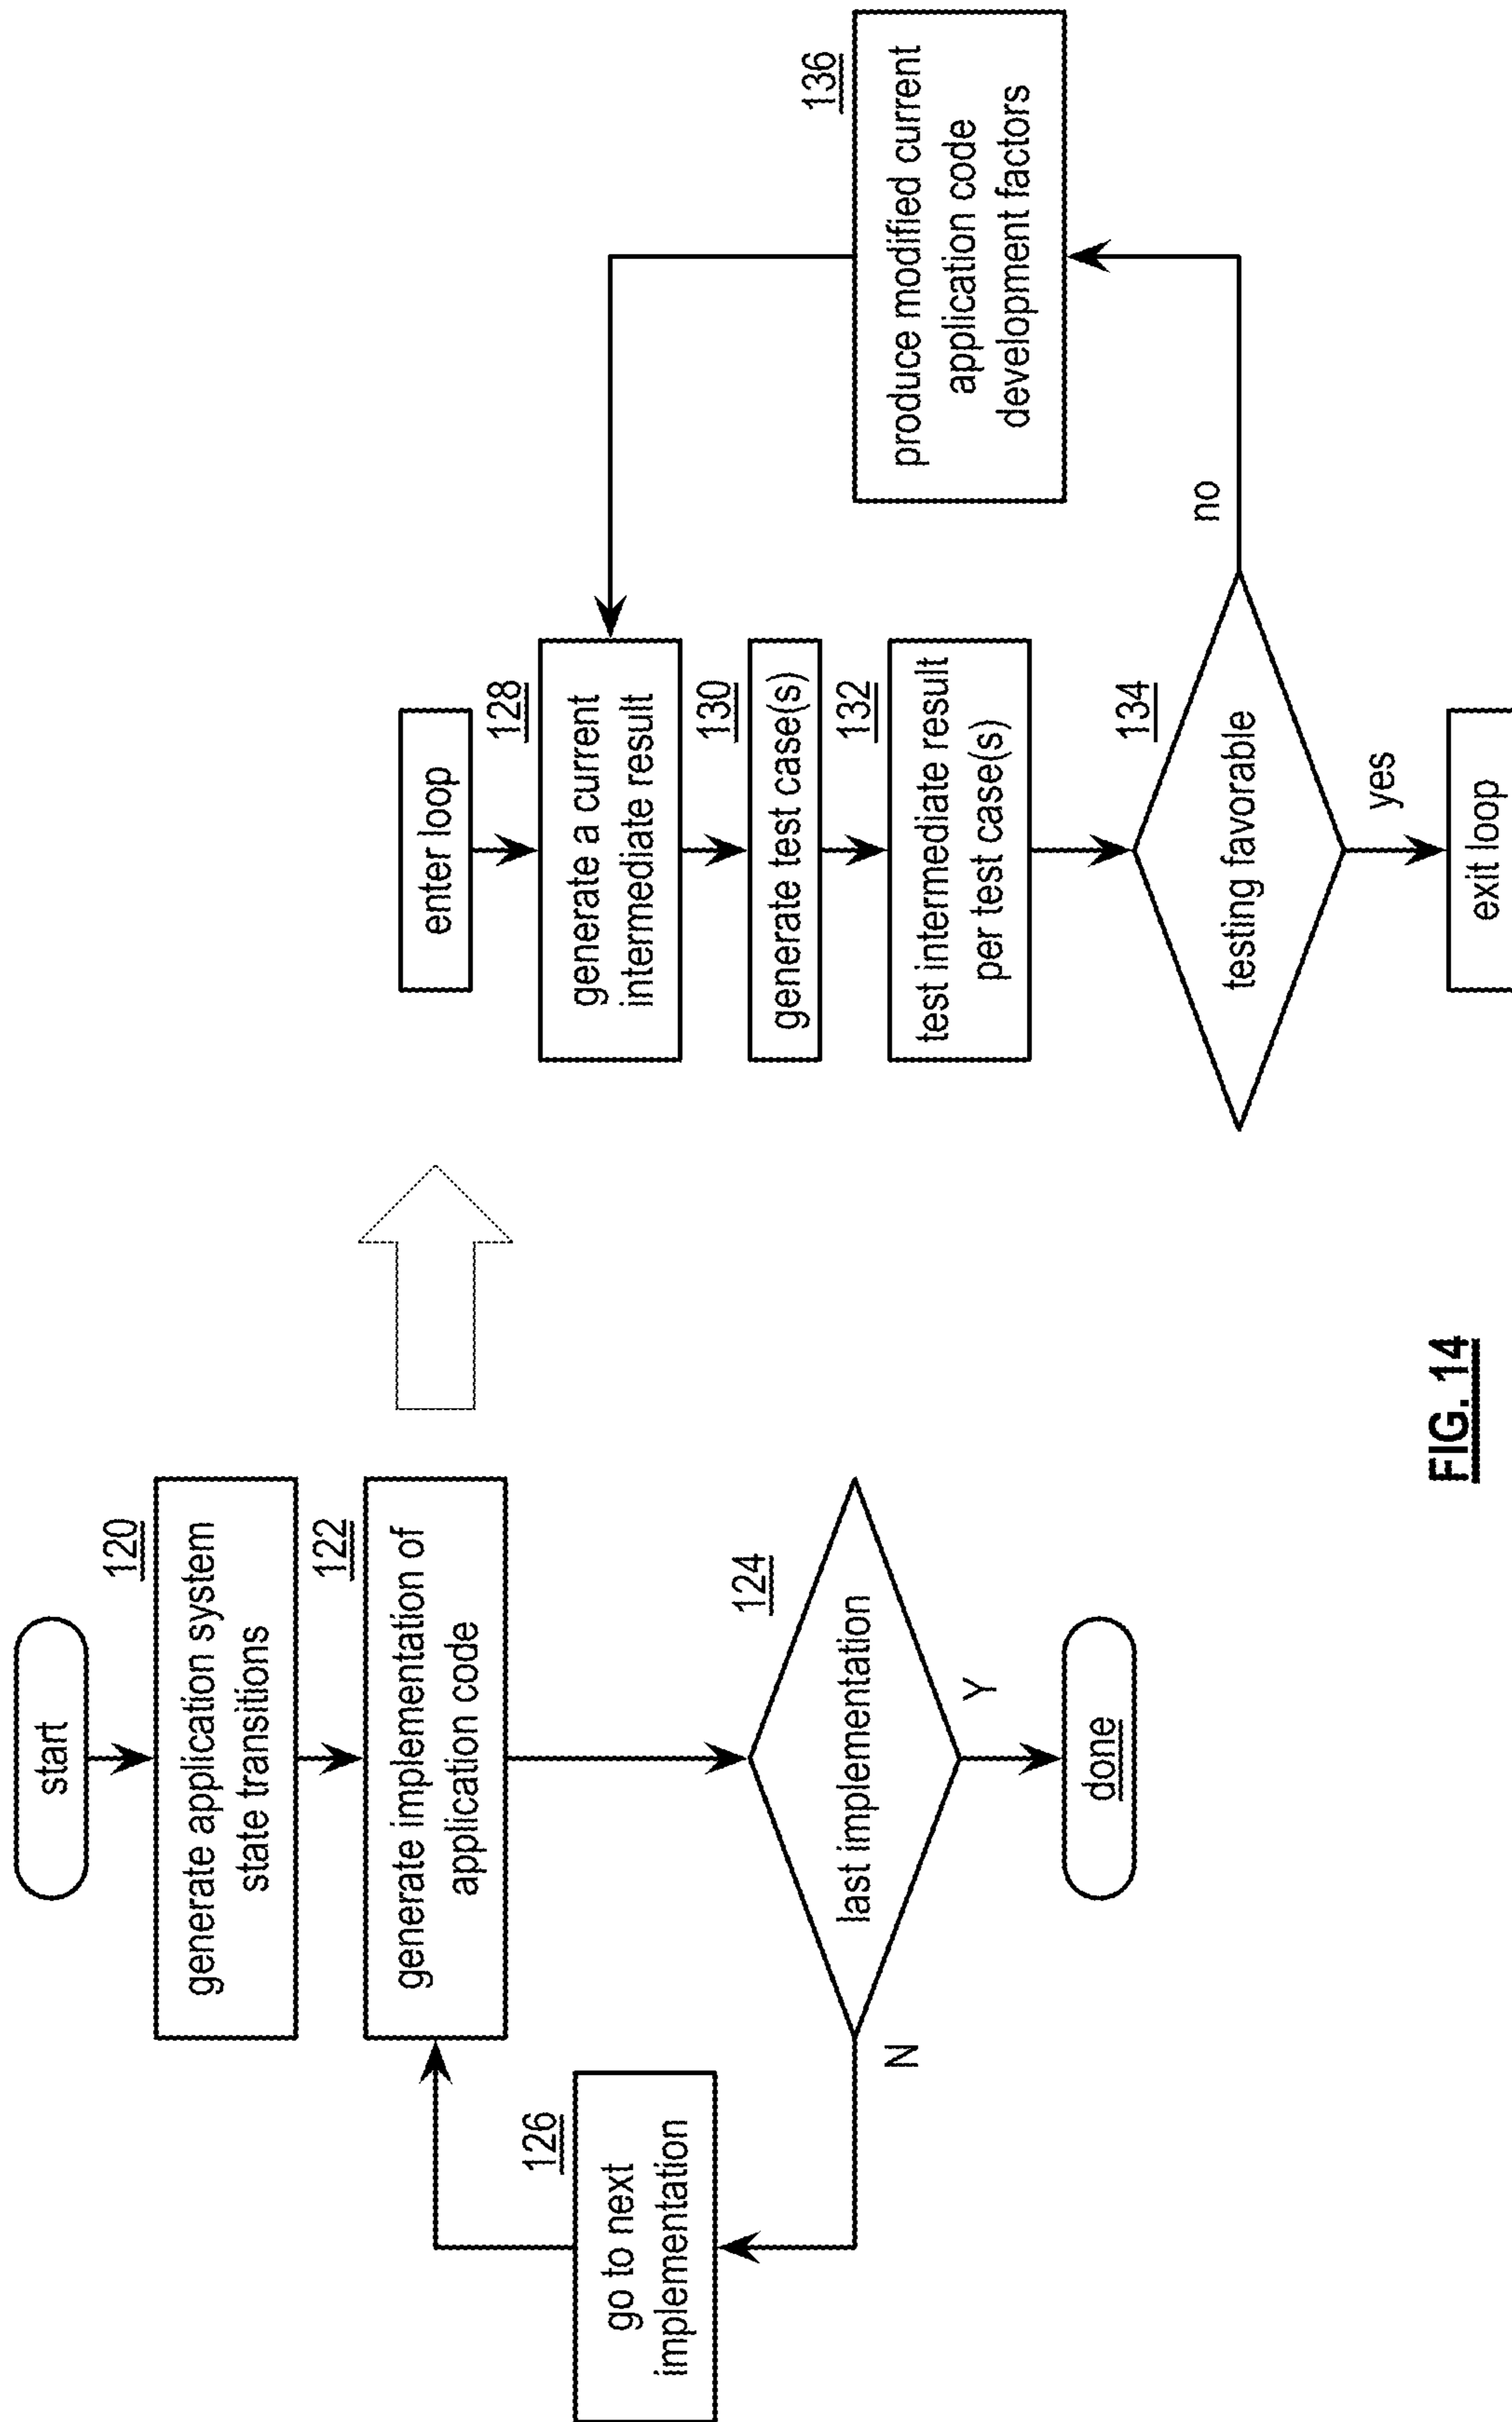 start
120
generate application system
state transitions
122
generate implementation of
application code
124
last implementation
N
Y
126
go to next
implementation
done
enter loop
128
generate a current
intermediate result
130
generate test case(s)
132
test intermediate result
per test case(s)
134
testing favorable
no
yes
136
produce modified current
application code
development factors
exit loop
FIG. 14